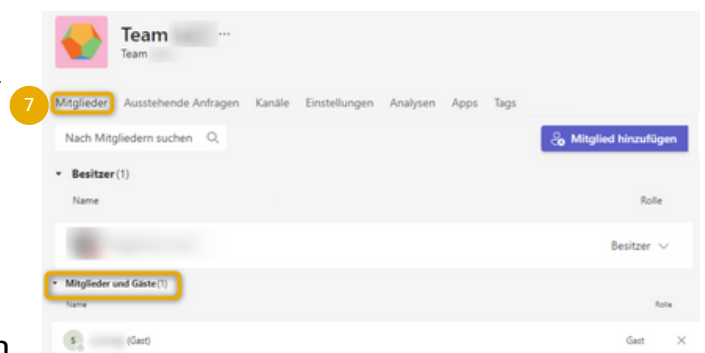 Team ...
Team
7 Mitglieder Ausstehende Anfragen Kanäle Einstellungen Analysen Apps Tags
Nach Mitgliedern suchen Mitglied hinzufügen
Besitzer (1)
Name Rolle
Besitzer
Mitglieder und Gäste (1)
Name Rolle
S (Gast) Gast